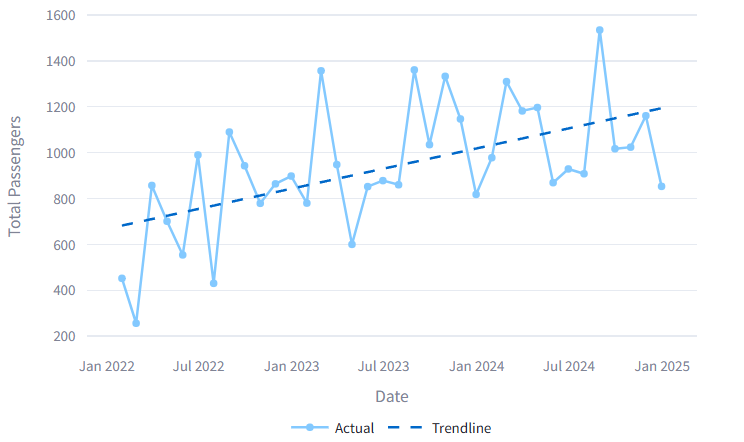 1600
1400
1200
1000
800
600
400
200
Total Passengers
Jan 2022 Jul 2022 Jan 2023 Jul 2023 Jan 2024 Jul 2024 Jan 2025
Date
Actual Trendline